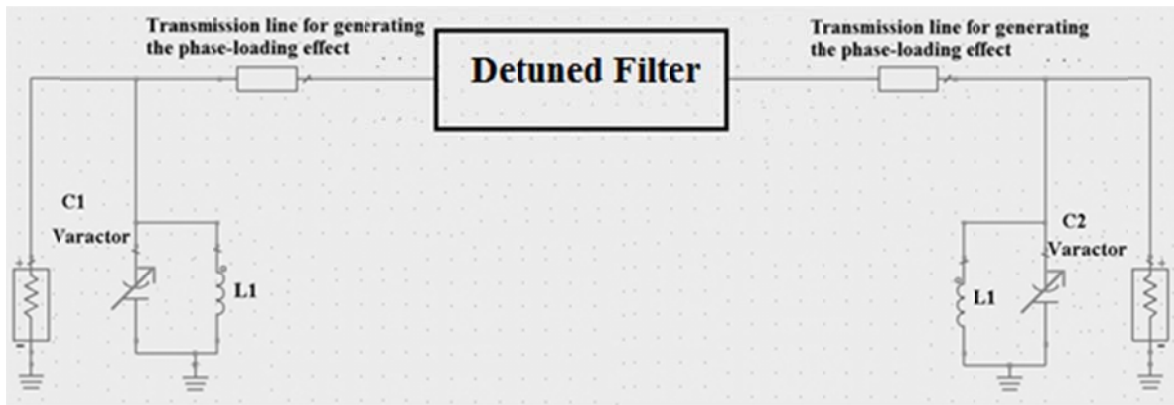 Transmission line for generating
the phase-loading effect
Transmission line for generating
the phase-loading effect
Detuned Filter
C1
Varactor
L1
C2
Varactor
L1